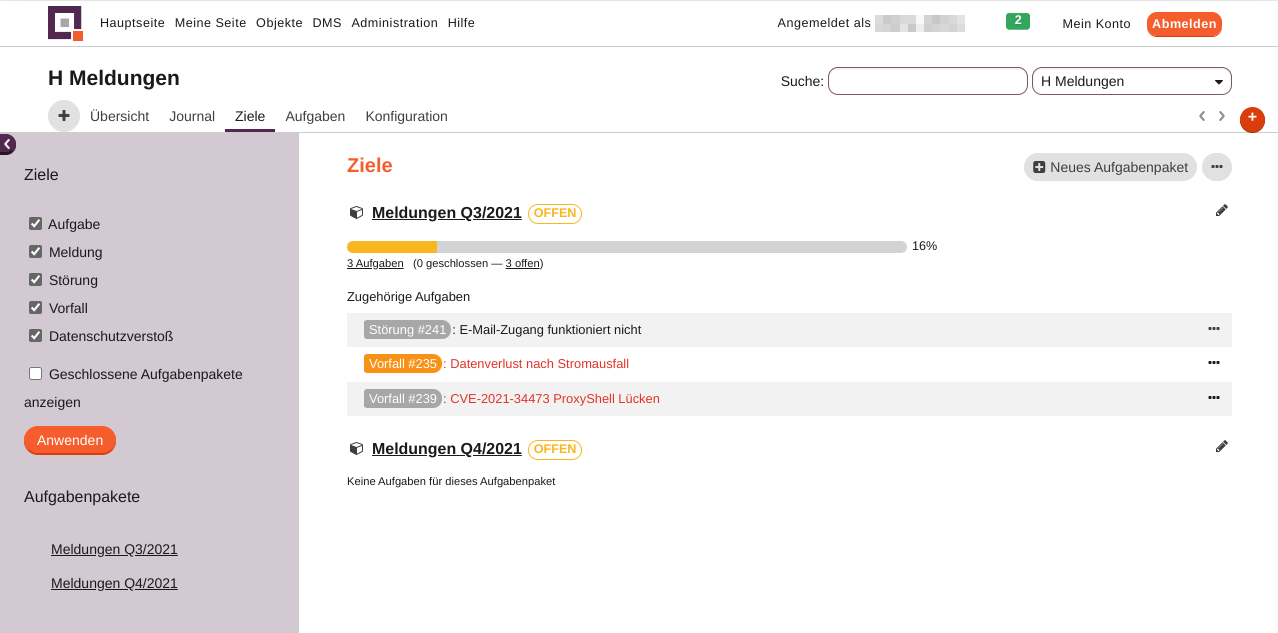 Hauptseite Meine Seite Objekte DMS Administration Hilfe Angemeldet als 2 Mein Konto Abmelden
H Meldungen Suche: H Meldungen
+ Übersicht Journal Ziele Aufgaben Konfiguration +
Ziele
Aufgabe
Meldung
Störung
Vorfall
Datenschutzverstoß
Geschlossene Aufgabenpakete
anzeigen
Anwenden
Aufgabenpakete
Meldungen Q3/2021
Meldungen Q4/2021
Ziele Neues Aufgabenpaket
Meldungen Q3/2021 OFFEN
16%
3 Aufgaben (0 geschlossen — 3 offen)
Zugehörige Aufgaben
Störung #241: E-Mail-Zugang funktioniert nicht
Vorfall #235: Datenverlust nach Stromausfall
Vorfall #239: CVE-2021-34473 ProxyShell Lücken
Meldungen Q4/2021 OFFEN
Keine Aufgaben für dieses Aufgabenpaket